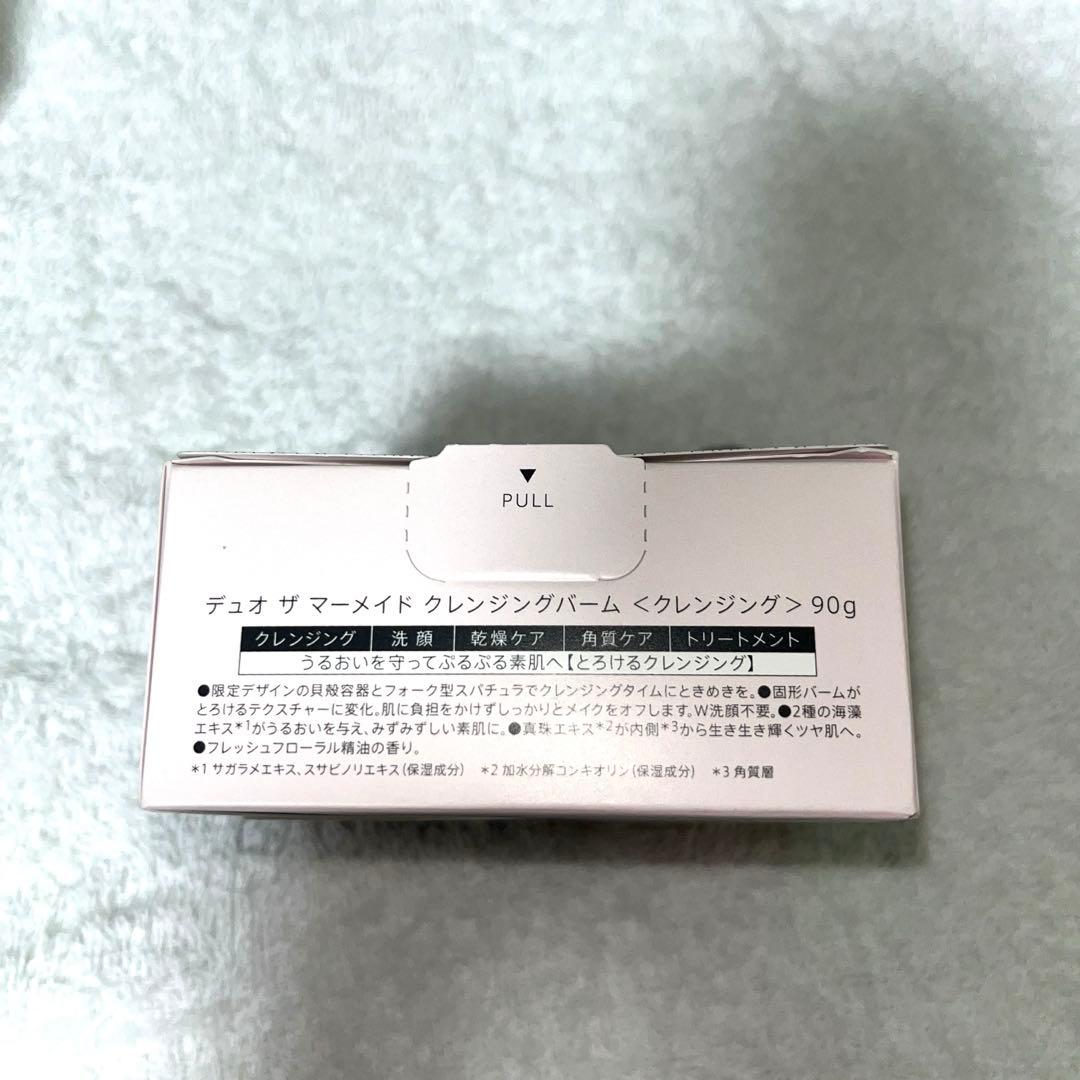 ▼
PULL
デュオ ザ マーメイド クレンジングバーム <クレンジング> 90g
クレンジング 洗顔 乾燥ケア 角質ケア トリートメント
うるおいを守ってぷるぷる素肌へ【とろけるクレンジング】
●限定デザインの貝殻容器とフォーク型スパチュラでクレンジングタイムにときめきを。●固形バームが
とろけるテクスチャーに変化。肌に負担をかけずしっかりとメイクをオフします。W洗顔不要。●2種の海藻
エキス*1がうるおいを与え、みずみずしい素肌に。●真珠エキス*2が内側*3から生き生き輝くツヤ肌へ。
●フレッシュフローラル精油の香り。
*1 サガラメエキス、スサビノリエキス(保湿成分) *2 加水分解コンキオリン(保湿成分) *3 角質層